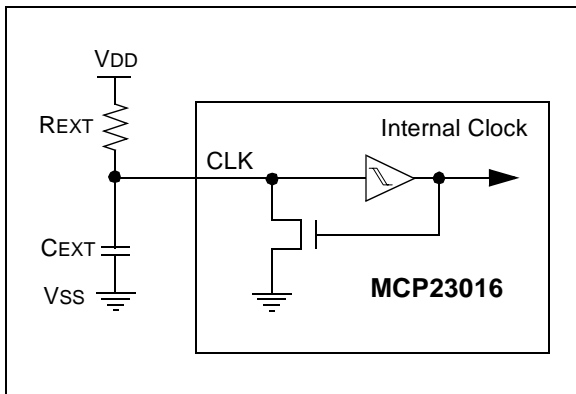 VDD
REXT
Internal Clock
CLK
CEXT
VSS
MCP23016